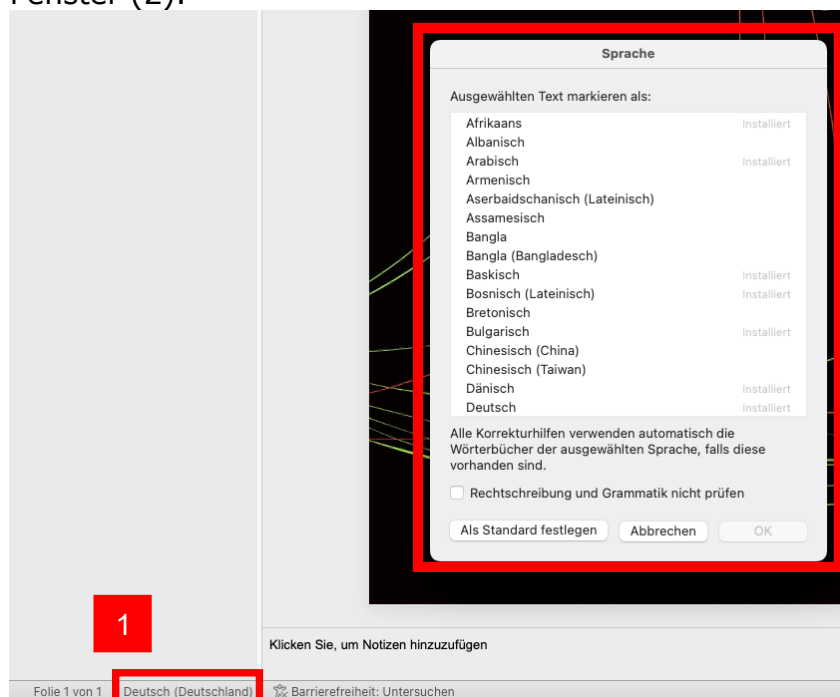 Fenster (2).
Sprache
Ausgewählten Text markieren als:
Afrikaans Installiert
Albanisch
Arabisch Installiert
Armenisch
Aserbaidschanisch (Lateinisch)
Assamesisch
Bangla
Bangla (Bangladesch)
Baskisch Installiert
Bosnisch (Lateinisch) Installiert
Bretonisch
Bulgarisch Installiert
Chinesisch (China)
Chinesisch (Taiwan)
Dänisch Installiert
Deutsch Installiert
Alle Korrekturhilfen verwenden automatisch die
Wörterbücher der ausgewählten Sprache, falls diese
vorhanden sind.
Rechtschreibung und Grammatik nicht prüfen
Als Standard festlegen Abbrechen OK
1
Klicken Sie, um Notizen hinzuzufügen
Folie 1 von 1 Deutsch (Deutschland) Barrierefreiheit: Untersuchen